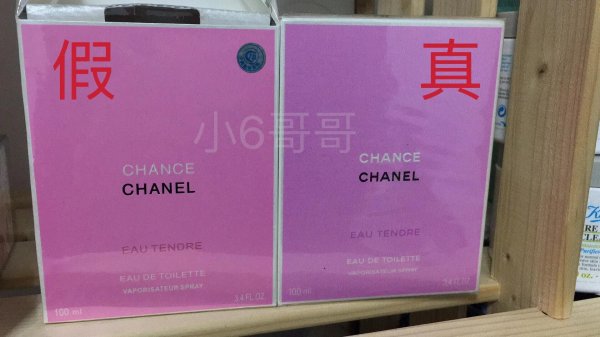 假
真
小6哥哥
CHANCE
CHANEL
EAU TENDRE
EAU DE TOILETTE
VAPORISATEUR SPRAY
100 ml
3.4 FL.OZ.
CHANCE
CHANEL
EAU TENDRE
EAU DE TOILETTE
VAPORISATEUR SPRAY
100 ml
3.4 FL.OZ.